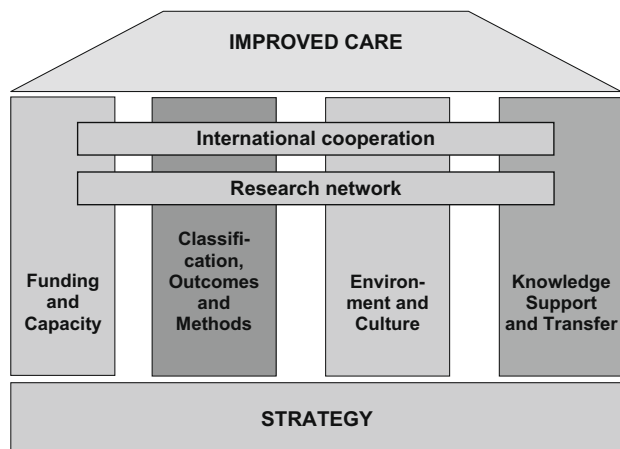 IMPROVED CARE
International cooperation
Research network
Funding
and
Capacity
Classifi-
cation,
Outcomes
and
Methods
Environ-
ment and
Culture
Knowledge
Support
and Transfer
STRATEGY